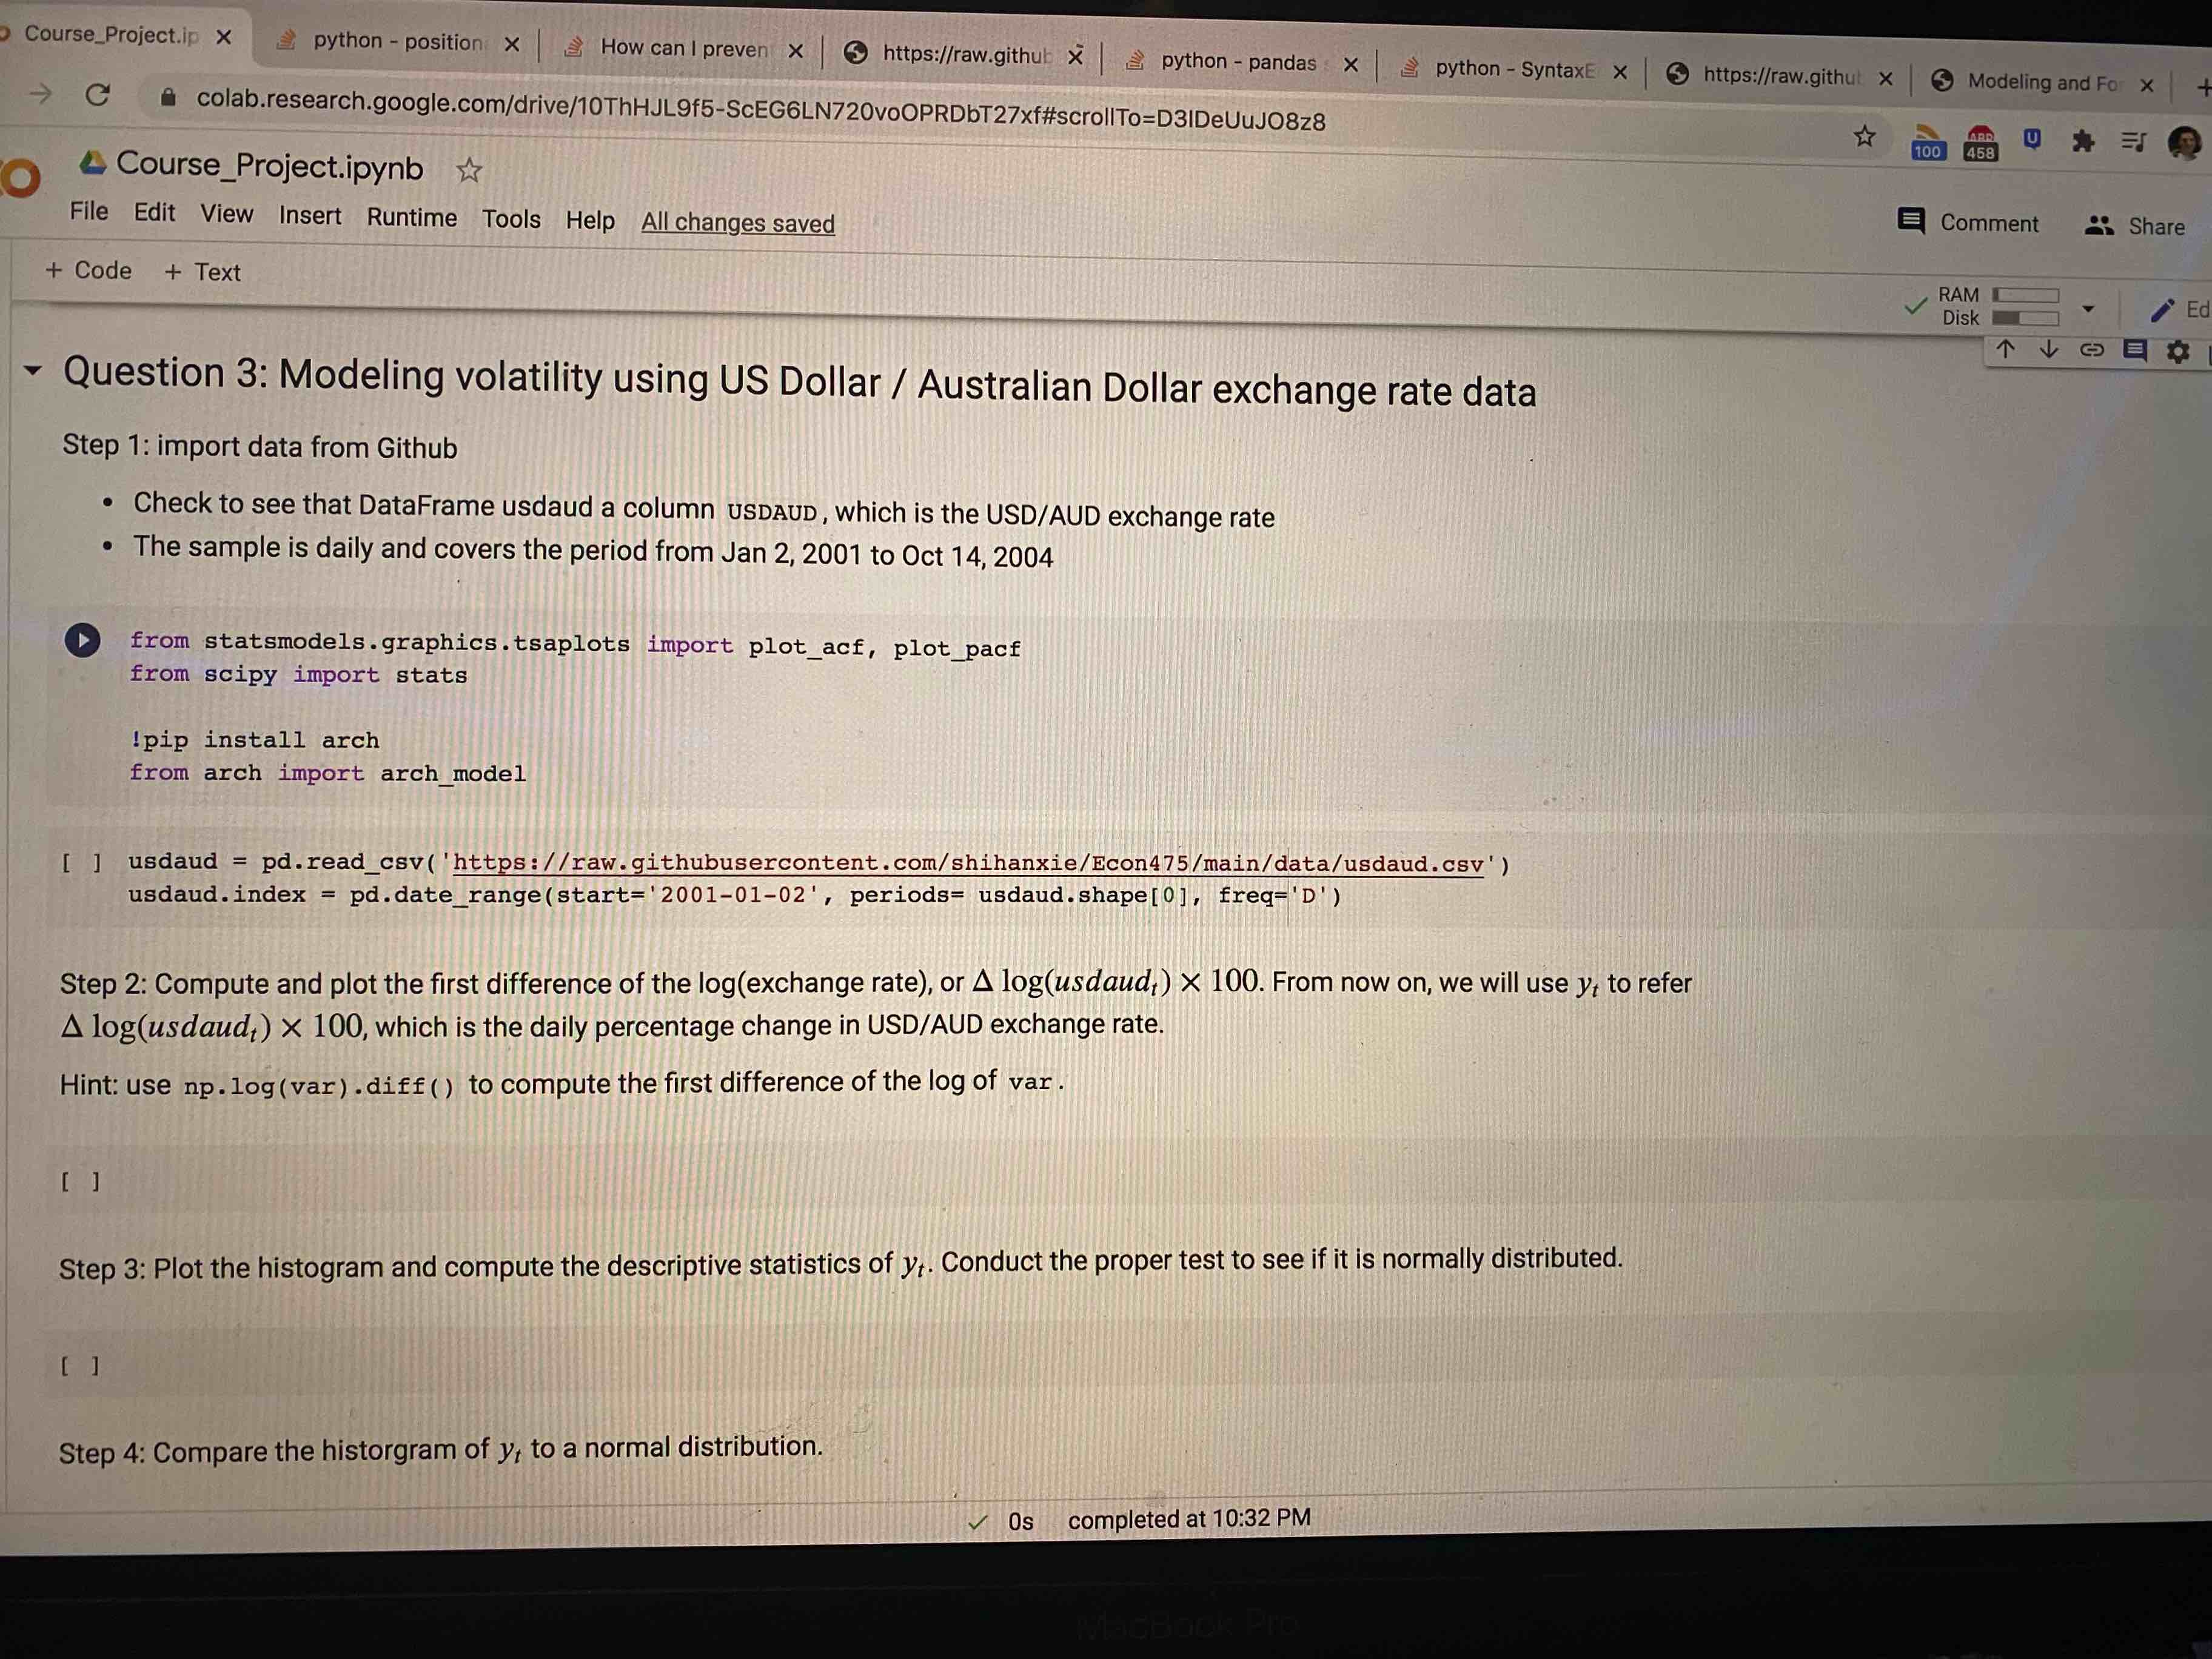 Course_Project.ip
python - position
How can I preven
https://raw.githu
python - pandas
python - SyntaxE
https://raw.githu
Modeling and Fo
colab.research.google.com/drive/10ThHJL9f5-ScEG6LN720voOPRDbT27xf#scrollTo=D3IDeUuJO8z8
100
ABP
458
U
Course_Project.ipynb
File Edit View Insert Runtime Tools Help All changes saved
Comment
Share
+ Code + Text
RAM
Disk
Ed
Question 3: Modeling volatility using US Dollar / Australian Dollar exchange rate data
Step 1: import data from Github
• Check to see that DataFrame usdaud a column USDAUD, which is the USD/AUD exchange rate
• The sample is daily and covers the period from Jan 2, 2001 to Oct 14, 2004
from statsmodels.graphics.tsaplots import plot_acf, plot_pacf
from scipy import stats
!pip install arch
from arch import arch_model
[ ] usdaud = pd.read_csv('https://raw.githubusercontent.com/shihanxie/Econ475/main/data/usdaud.csv')
usdaud.index = pd.date_range(start='2001-01-02', periods= usdaud.shape[0], freq='D')
Step 2: Compute and plot the first difference of the log(exchange rate), or Δ log(usdaudₜ) × 100. From now on, we will use yₜ to refer
Δ log(usdaudₜ) × 100, which is the daily percentage change in USD/AUD exchange rate.
Hint: use np.log(var).diff() to compute the first difference of the log of var.
[ ]
Step 3: Plot the histogram and compute the descriptive statistics of yₜ. Conduct the proper test to see if it is normally distributed.
[ ]
Step 4: Compare the historgram of yₜ to a normal distribution.
0s completed at 10:32 PM
MacBook Pro